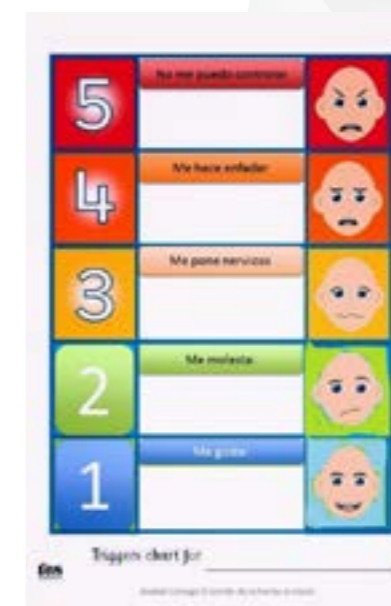 5
No me puedo controlar
4
Me hace enfadar
3
Me pone nervioso
2
Me molesta
1
Me gusta
Triggers chart for